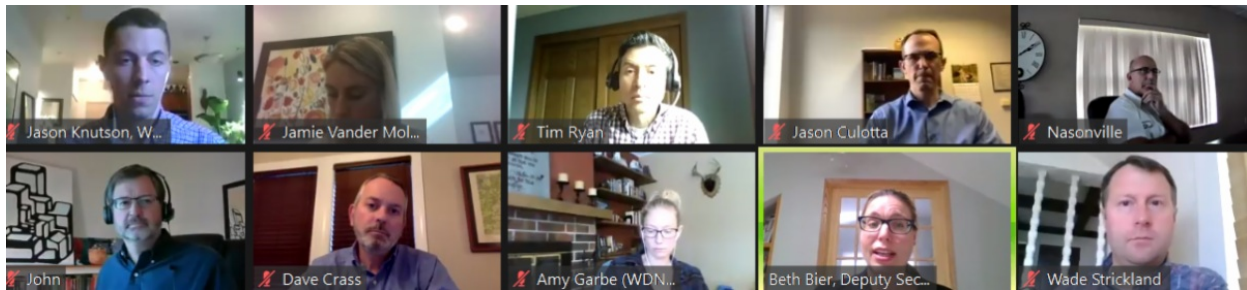 Jason Knutson, W...
Jamie Vander Mol...
Tim Ryan
Jason Culotta
Nasonville
John
Dave Crass
Amy Garbe (WDN...
Beth Bier, Deputy Sec...
Wade Strickland